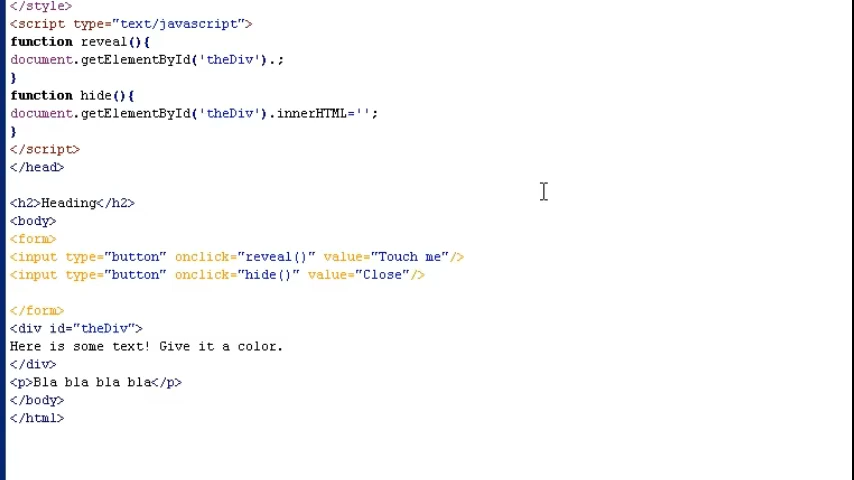 </style>
<script type="text/javascript">
function reveal(){
document.getElementById('theDiv').;
}
function hide(){
document.getElementById('theDiv').innerHTML='';
}
</script>
</head>
<h2>Heading</h2>
<body>
<form>
<input type="button" onclick="reveal()" value="Touch me"/>
<input type="button" onclick="hide()" value="Close"/>
</form>
<div id="theDiv">
Here is some text! Give it a color.
</div>
<p>Bla bla bla bla</p>
</body>
</html>